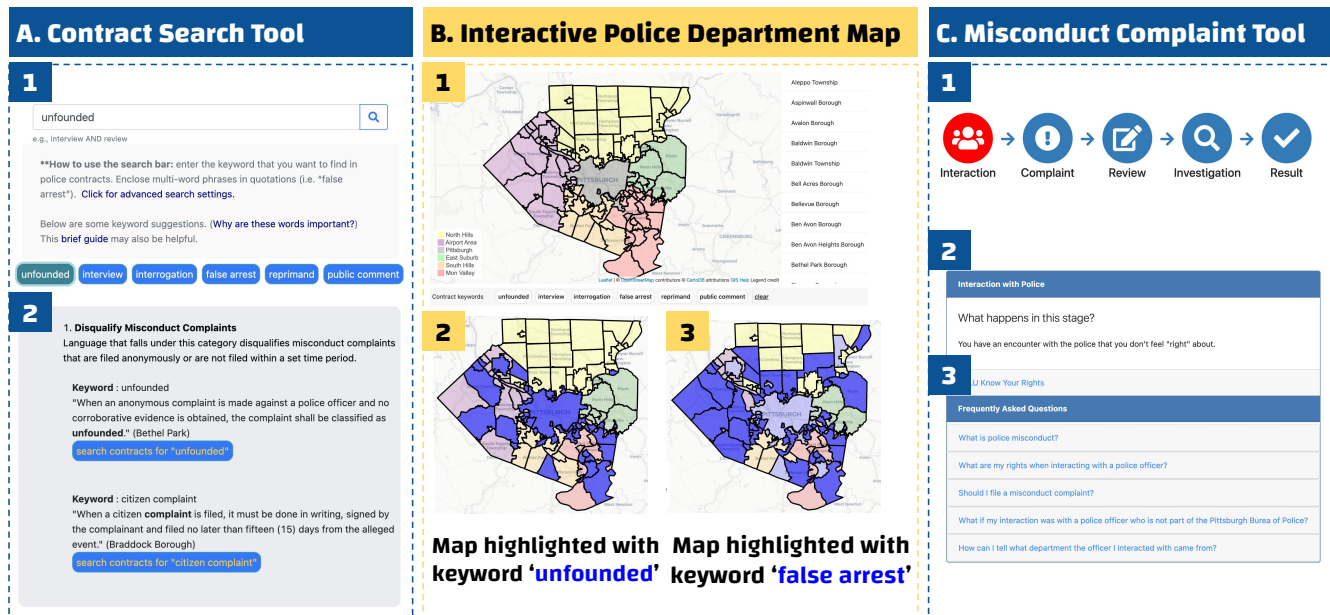 A. Contract Search Tool
1
unfounded
e.g., interview AND review
**How to use the search bar: enter the keyword that you want to find in
police contracts. Enclose multi-word phrases in quotations (i.e. "false
arrest"). Click for advanced search settings.
Below are some keyword suggestions. (Why are these words important?)
This brief guide may also be helpful.
unfounded interview interrogation false arrest reprimand public comment
2
1. Disqualify Misconduct Complaints
Language that falls under this category disqualifies misconduct complaints
that are filed anonymously or are not filed within a set time period.
Keyword : unfounded
"When an anonymous complaint is made against a police officer and no
corroborative evidence is obtained, the complaint shall be classified as
unfounded." (Bethel Park)
search contracts for "unfounded"
Keyword : citizen complaint
"When a citizen complaint is filed, it must be done in writing, signed by
the complainant and filed no later than fifteen (15) days from the alleged
event." (Braddock Borough)
search contracts for "citizen complaint"
B. Interactive Police Department Map
1
PITTSBURGH
North Hills
Airport Area
Pittsburgh
East Suburb
South Hills
Mon Valley
Aleppo Township
Aspinwall Borough
Avalon Borough
Baldwin Borough
Baldwin Township
Bell Acres Borough
Bellevue Borough
Ben Avon Borough
Ben Avon Heights Borough
Bethel Park Borough
Leaflet | © OpenStreetMap contributors © CartoDB attributions GIS Help Legend credit
Contract keywords unfounded interview interrogation false arrest reprimand public comment clear
2
PITTSBURGH
3
PITTSBURGH
Map highlighted with
keyword 'unfounded'
Map highlighted with
keyword 'false arrest'
C. Misconduct Complaint Tool
1
Interaction Complaint Review Investigation Result
2
Interaction with Police
What happens in this stage?
You have an encounter with the police that you don't feel "right" about.
3
U Know Your Rights
Frequently Asked Questions
What is police misconduct?
What are my rights when interacting with a police officer?
Should I file a misconduct complaint?
What if my interaction was with a police officer who is not part of the Pittsburgh Burea of Police?
How can I tell what department the officer I interacted with came from?